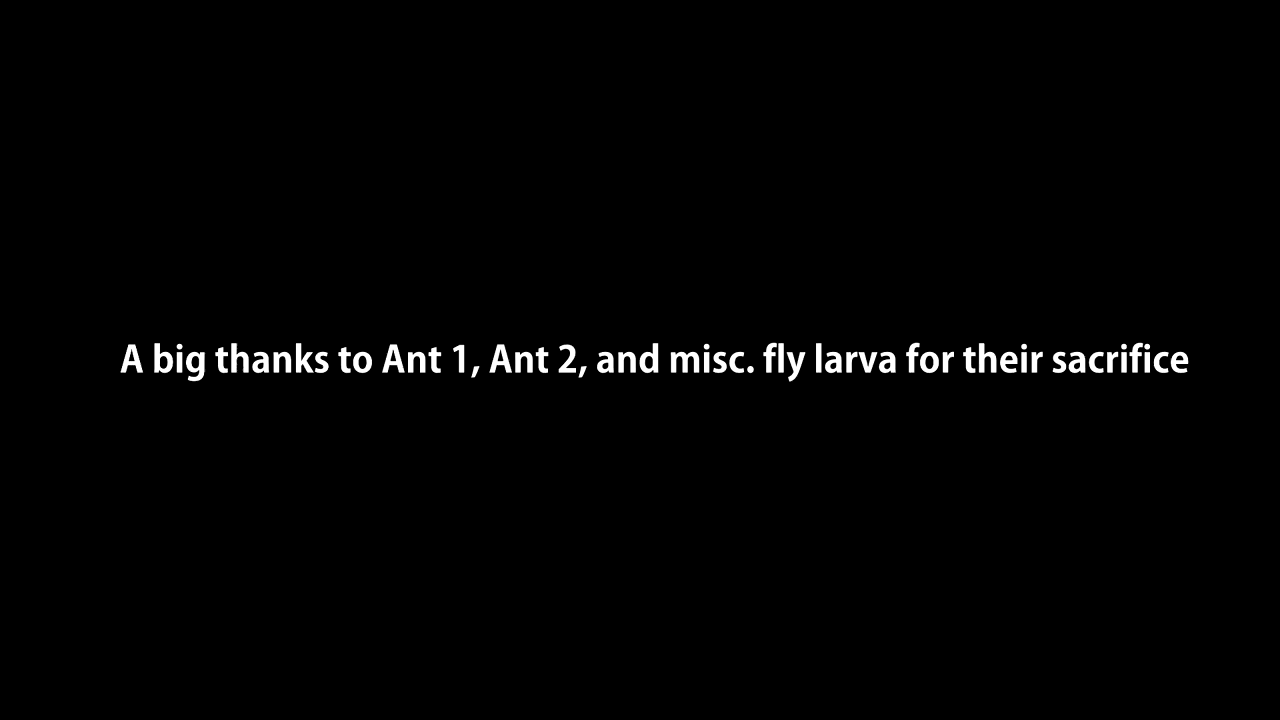 A big thanks to Ant 1, Ant 2, and misc. fly larva for their sacrifice